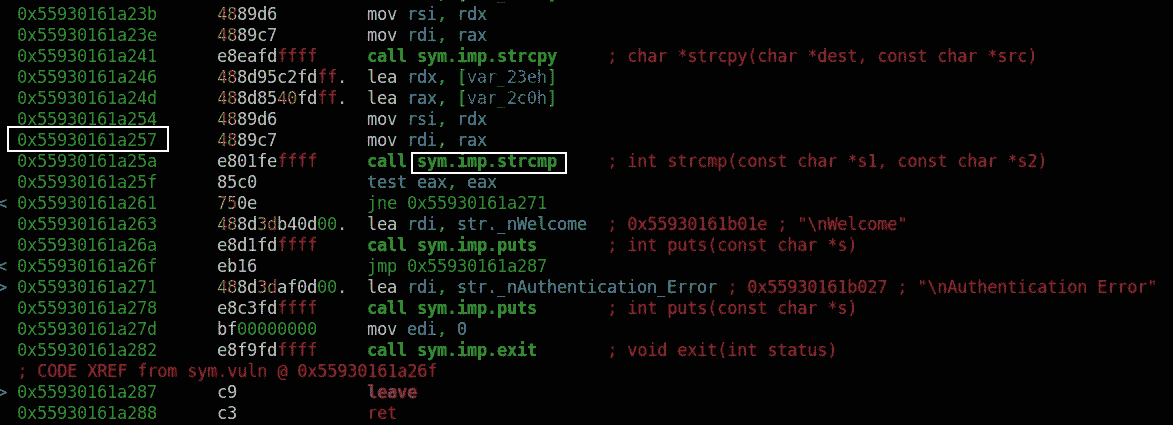 0x55930161a23b 4889d6 mov rsi, rdx
0x55930161a23e 4889c7 mov rdi, rax
0x55930161a241 e8eafdffff call sym.imp.strcpy ; char *strcpy(char *dest, const char *src)
0x55930161a246 488d95c2fdff. lea rdx, [var_23eh]
0x55930161a24d 488d8540fdff. lea rax, [var_2c0h]
0x55930161a254 4889d6 mov rsi, rdx
0x55930161a257 4889c7 mov rdi, rax
0x55930161a25a e801feffff call sym.imp.strcmp ; int strcmp(const char *s1, const char *s2)
0x55930161a25f 85c0 test eax, eax
< 0x55930161a261 750e jne 0x55930161a271
0x55930161a263 488d3db40d00. lea rdi, str._nWelcome ; 0x55930161b01e ; "\nWelcome"
0x55930161a26a e8d1fdffff call sym.imp.puts ; int puts(const char *s)
< 0x55930161a26f eb16 jmp 0x55930161a287
> 0x55930161a271 488d3daf0d00. lea rdi, str._nAuthentication_Error ; 0x55930161b027 ; "\nAuthentication Error"
0x55930161a278 e8c3fdffff call sym.imp.puts ; int puts(const char *s)
0x55930161a27d bf00000000 mov edi, 0
0x55930161a282 e8f9fdffff call sym.imp.exit ; void exit(int status)
; CODE XREF from sym.vuln @ 0x55930161a26f
> 0x55930161a287 c9 leave
0x55930161a288 c3 ret